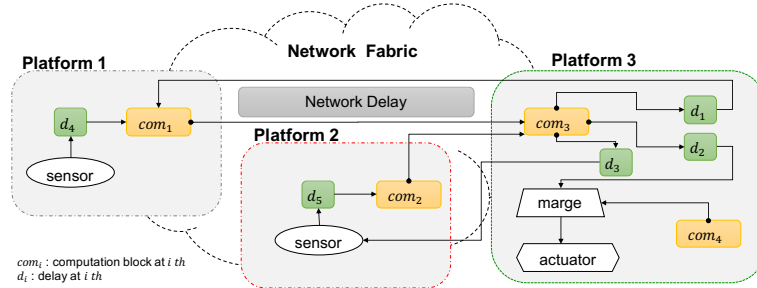 Network Fabric
Platform 1
Platform 3
Network Delay
d₁
d₄
com₁
com₃
Platform 2
d₂
d₃
sensor
d₅
com₂
marge
com₄
sensor
actuator
comᵢ : computation block at i th
dᵢ : delay at i th